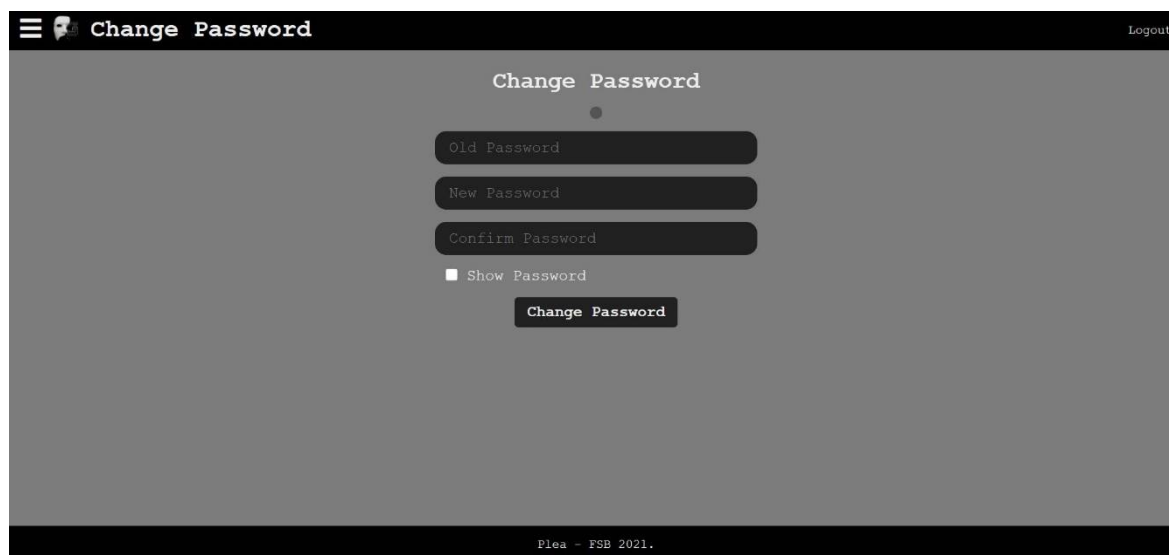 Change Password
Logout
Change Password
Old Password
New Password
Confirm Password
Show Password
Change Password
Plea - FSB 2021.